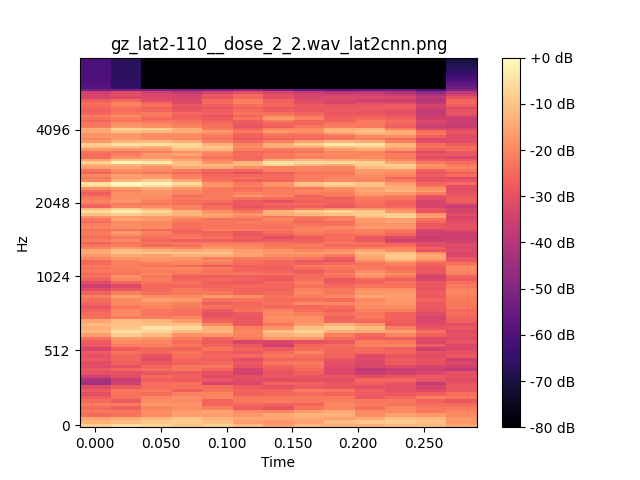 gz_lat2-110__dose_2_2.wav_lat2cnn.png
+0 dB
-10 dB
-20 dB
-30 dB
-40 dB
-50 dB
-60 dB
-70 dB
-80 dB
4096
2048
1024
512
0
Hz
0.000 0.050 0.100 0.150 0.200 0.250
Time